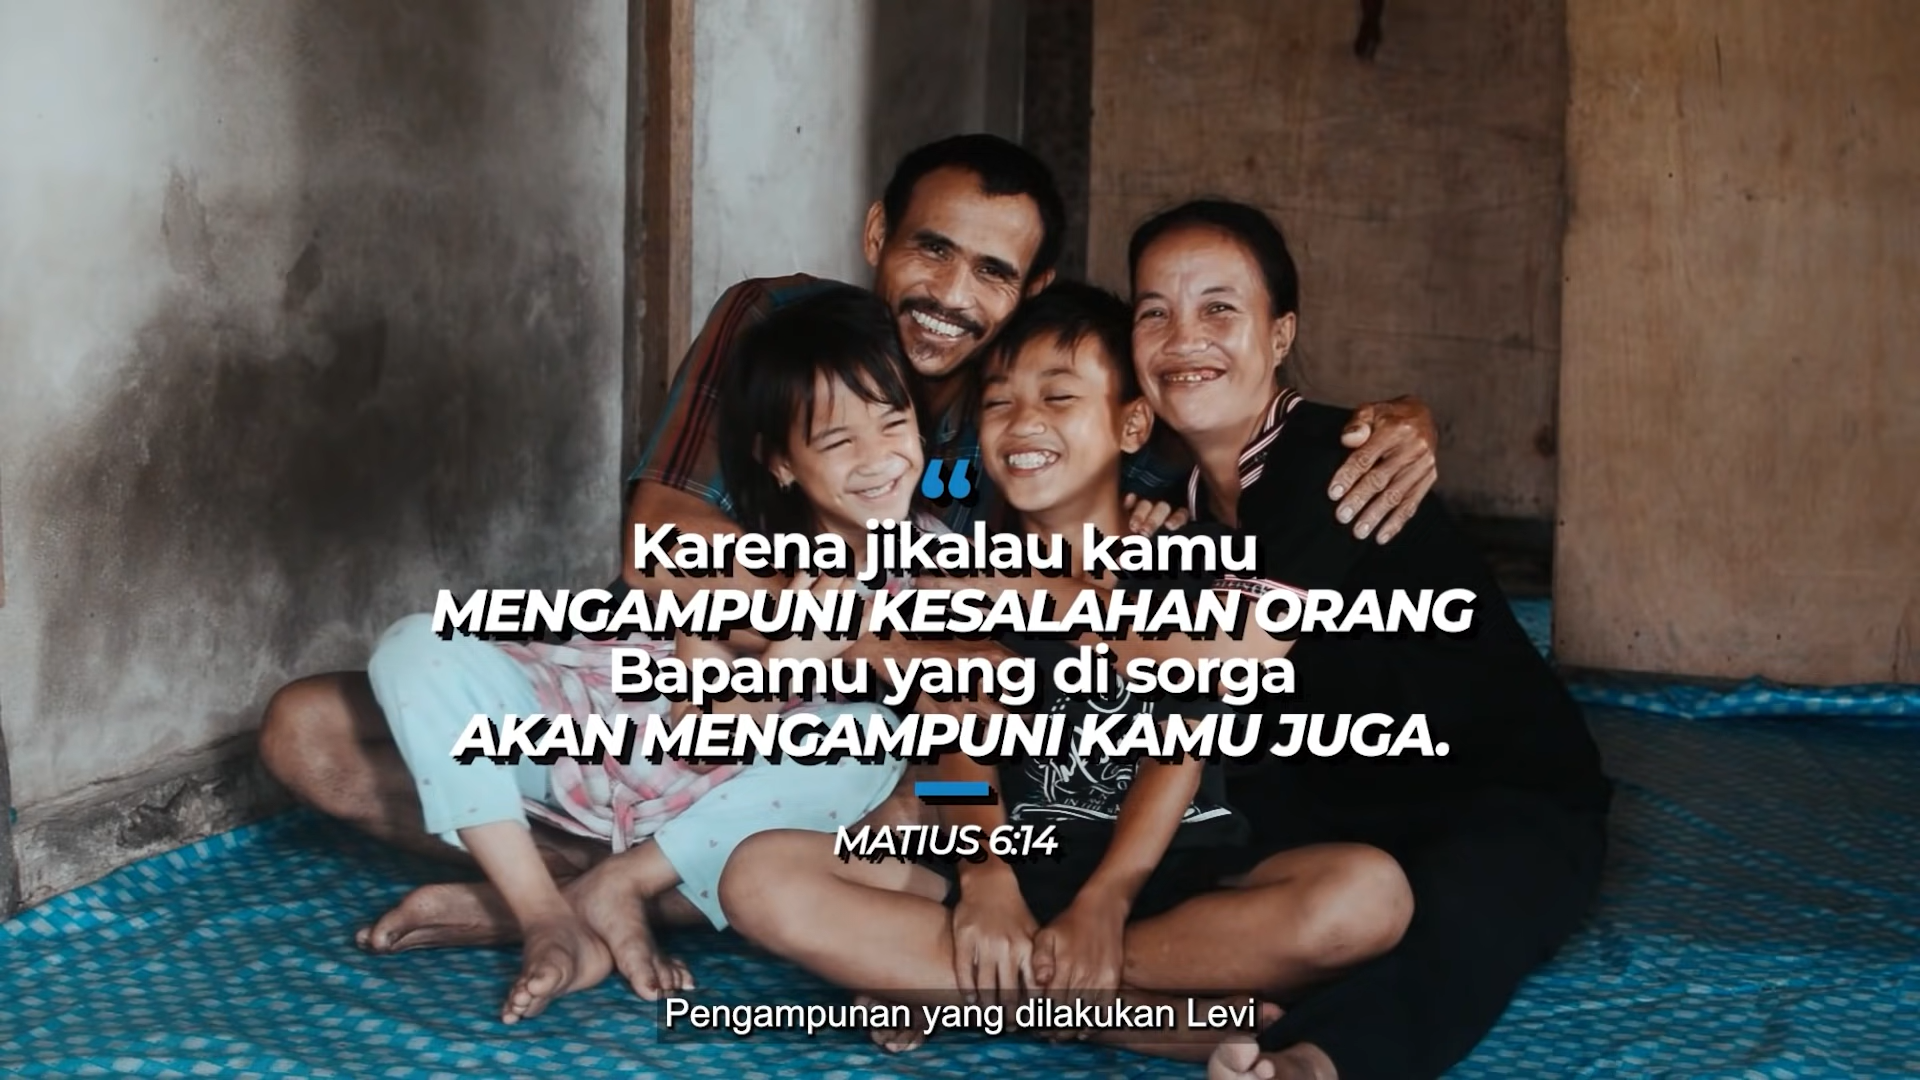 “
Karena jikalau kamu
MENGAMPUNI KESALAHAN ORANG
Bapamu yang di sorga
AKAN MENGAMPUNI KAMU JUGA.
MATIUS 6:14
Pengampunan yang dilakukan Levi